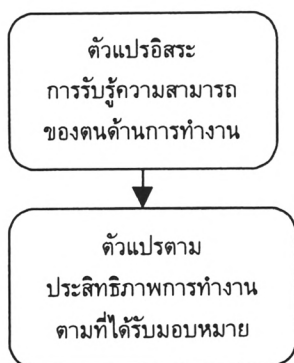 ตัวแปรอิสระ
การรับรู้ความสามารถ
ของตนด้านการทำงาน
ตัวแปรตาม
ประสิทธิภาพการทำงาน
ตามที่ได้รับมอบหมาย